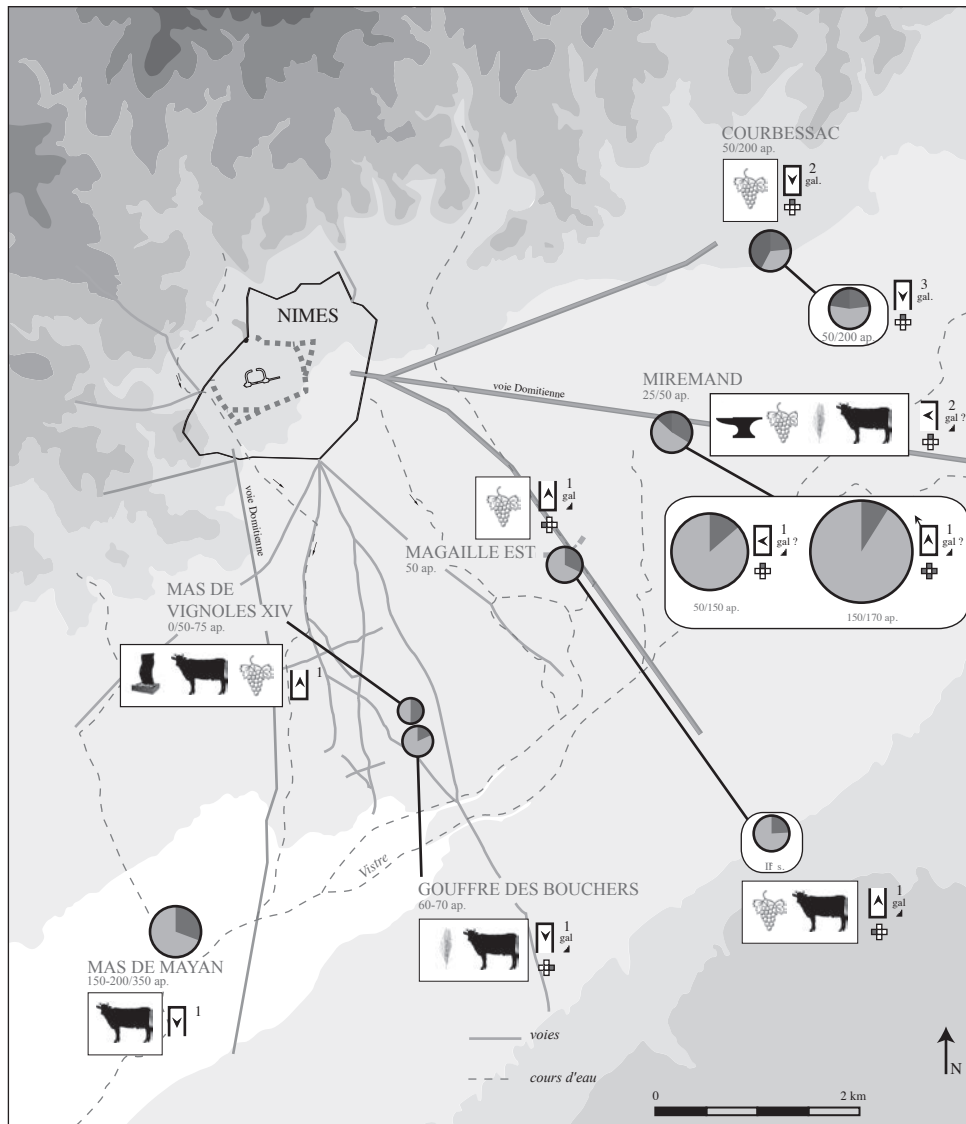 COURBESSAC
50/200 ap.
2
gal.
NIMES
3
gal.
50/200 ap.
voie Domitienne
MIREMAND
25/50 ap.
2
gal ?
1
gal
voie Domitienne
MAGAILLE EST
50 ap.
1
gal ?
1
gal ?
50/150 ap.
150/170 ap.
MAS DE
VIGNOLES XIV
0/50-75 ap.
1
Vistre
s.
GOUFFRE DES BOUCHERS
60-70 ap.
1
gal
1
gal
MAS DE MAYAN
150-200/350 ap.
1
voies
cours d'eau
N
0 2 km